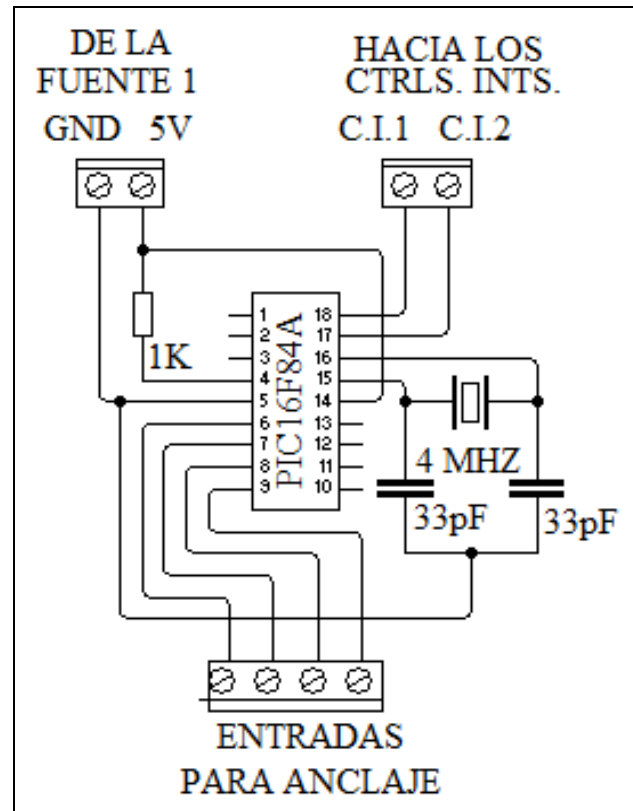 DE LA
FUENTE 1
GND 5V
HACIA LOS
CTRLS. INTS.
C.I.1 C.I.2
1K
PIC16F84A
1
2
3
4
5
6
7
8
9
18
17
16
15
14
13
12
11
10
4 MHZ
33pF
33pF
ENTRADAS
PARA ANCLAJE